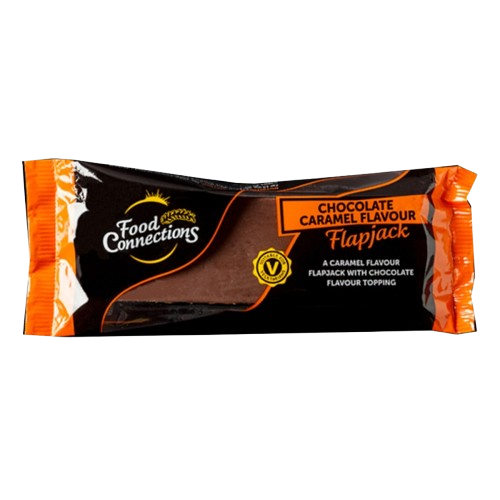 Food
Connections
CHOCOLATE
CARAMEL FLAVOUR
Flapjack
A CARAMEL FLAVOUR
FLAPJACK WITH CHOCOLATE
FLAVOUR TOPPING
V